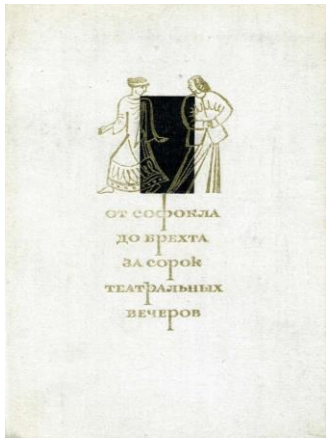 ОТ СОФОКЛА
ДО БРЕХТА
ЗА СОРОК
ТЕАТРАЛЬНЫХ
ВЕЧЕРОВ